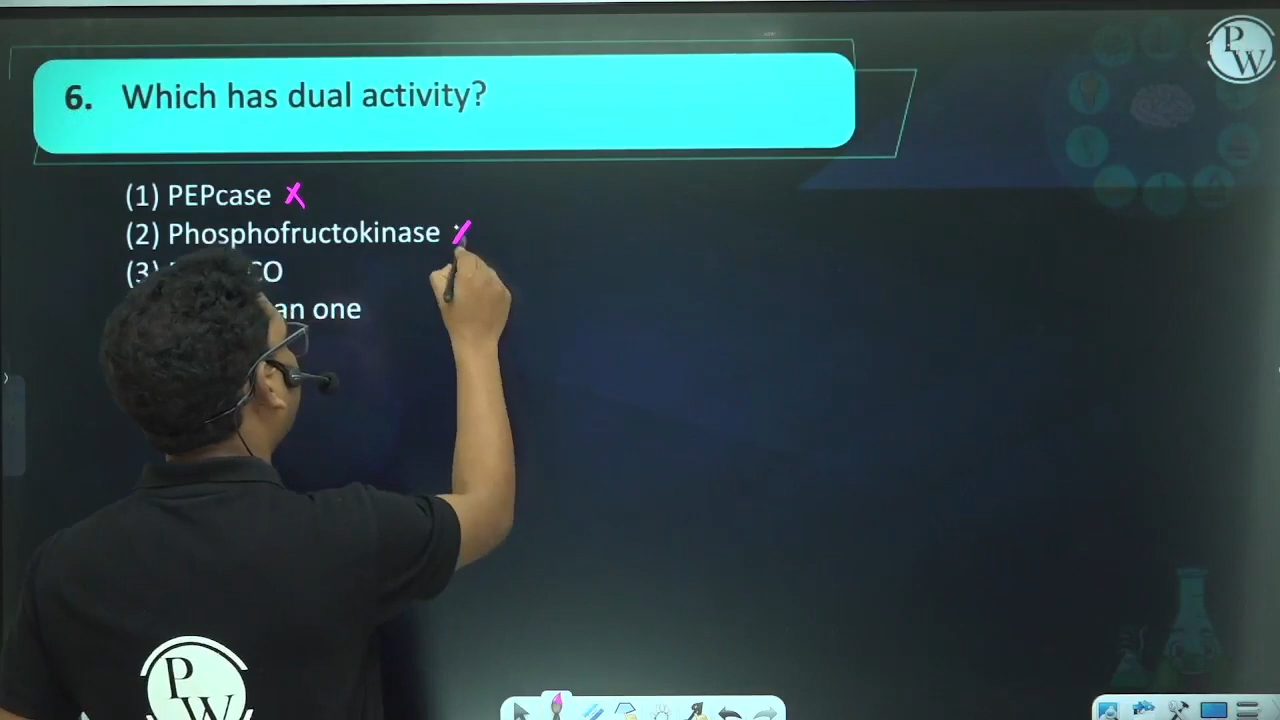 PW
6. Which has dual activity?
(1) PEPcase
(2) Phosphofructokinase
(3) CO
an one
PW